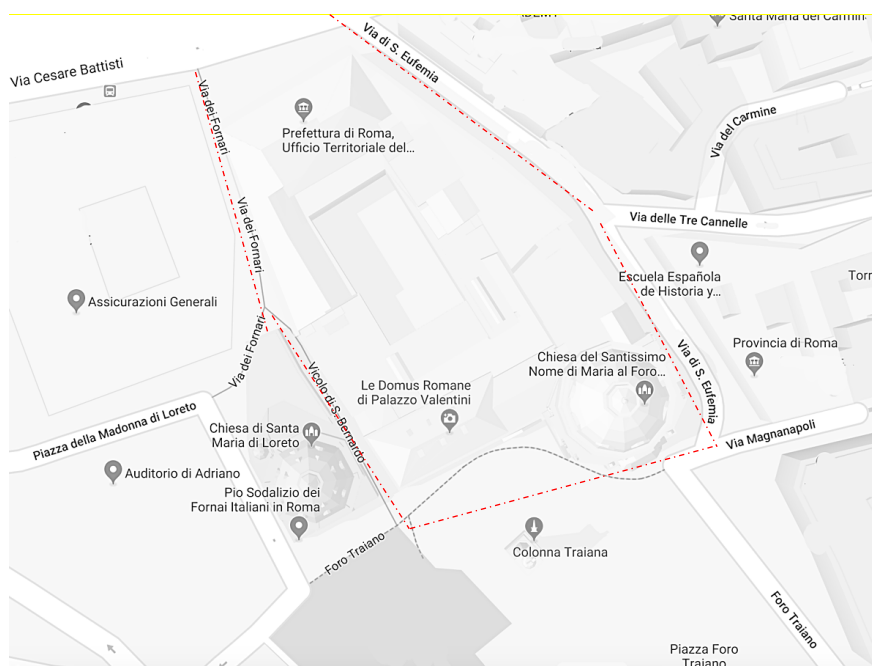 Santa Maria del Carmine
Via di S. Eufemia
Via Cesare Battisti
Via dei Fornari
Prefettura di Roma,
Ufficio Territoriale del...
Via del Carmine
Via dei Fornari
Via delle Tre Cannelle
Escuela Española
de Historia y...
Torr
Assicurazioni Generali
Via dei Fornari
Provincia di Roma
Chiesa del Santissimo
Nome di Maria al Foro...
Via di S. Eufemia
Le Domus Romane
di Palazzo Valentini
Vicolo di S. Bernardo
Piazza della Madonna di Loreto
Chiesa di Santa
Maria di Loreto
Via Magnanapoli
Auditorio di Adriano
Pio Sodalizio dei
Fornai Italiani in Roma
Foro Traiano
Colonna Traiana
Foro Traiano
Piazza Foro
Traiano